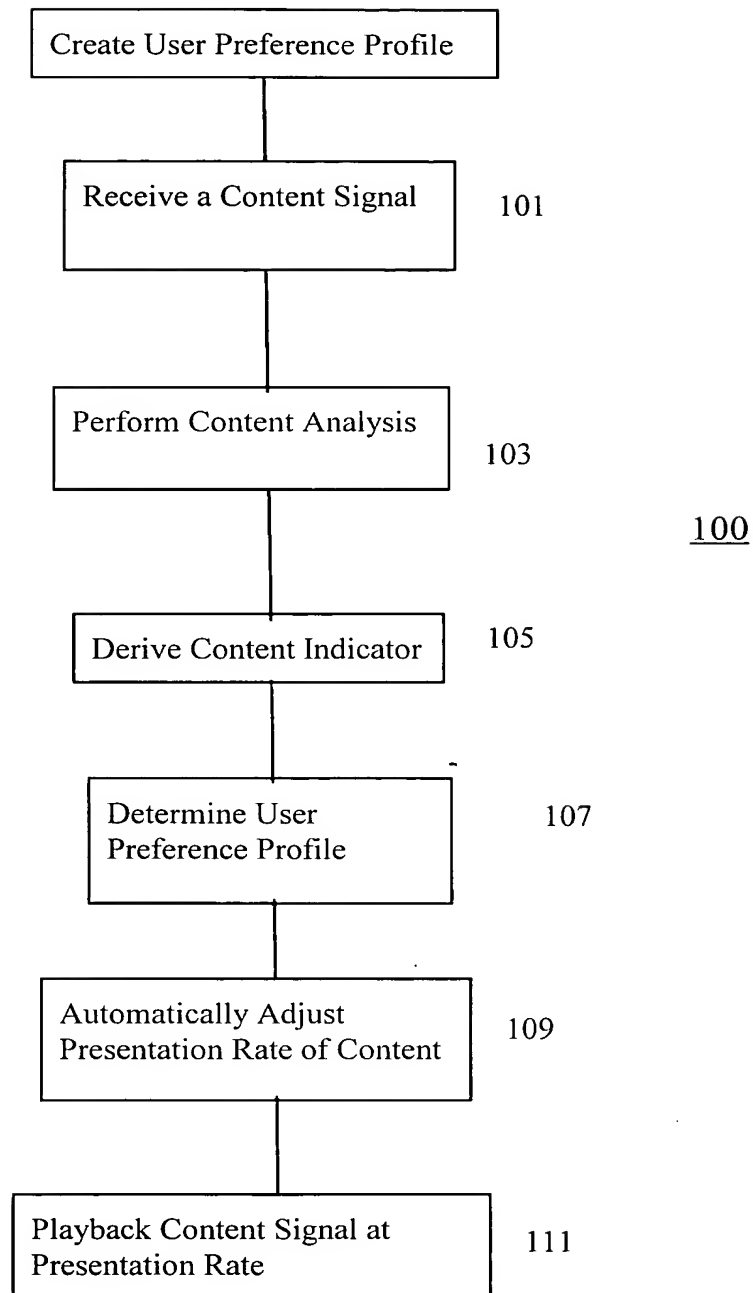 Create User Preference Profile
Receive a Content Signal
101
Perform Content Analysis
103
100
Derive Content Indicator
105
Determine User
Preference Profile
107
Automatically Adjust
Presentation Rate of Content
109
Playback Content Signal at
Presentation Rate
111